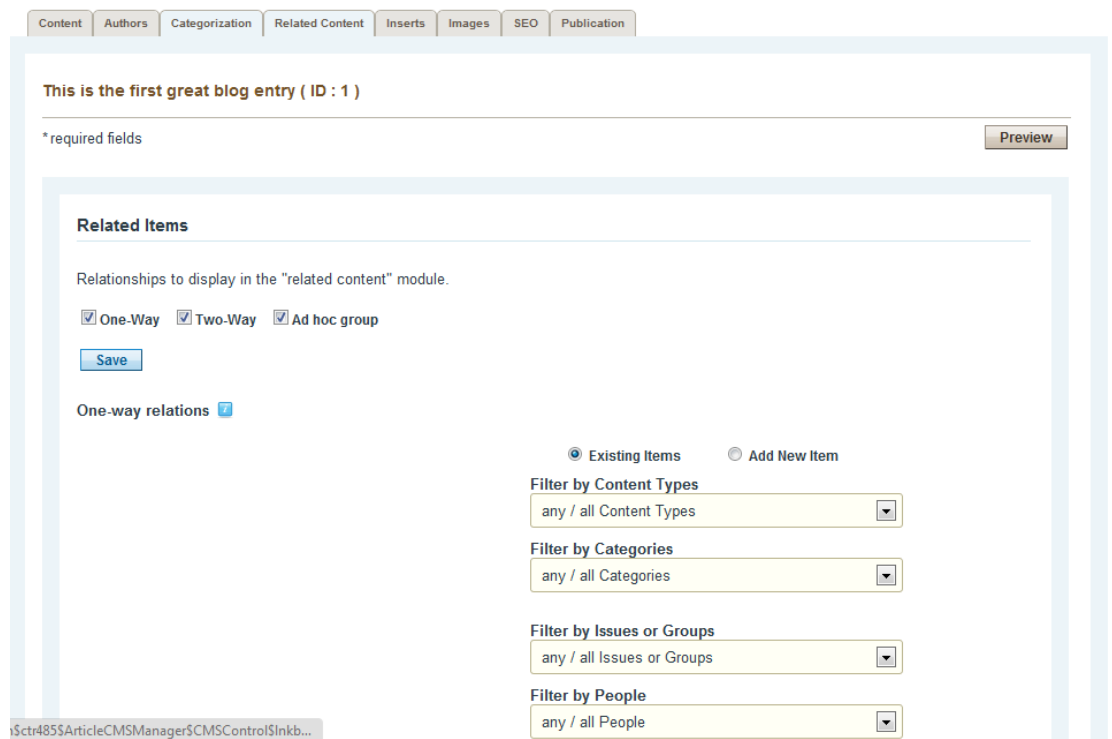 Content Authors Categorization Related Content Inserts Images SEO Publication
This is the first great blog entry ( ID : 1 )
* required fields Preview
Related Items
Relationships to display in the "related content" module.
One-Way Two-Way Ad hoc group
Save
One-way relations
Existing Items Add New Item
Filter by Content Types
any / all Content Types
Filter by Categories
any / all Categories
Filter by Issues or Groups
any / all Issues or Groups
Filter by People
any / all People
$ctr485$ArticleCMSManager$CMSControl$lnkb...